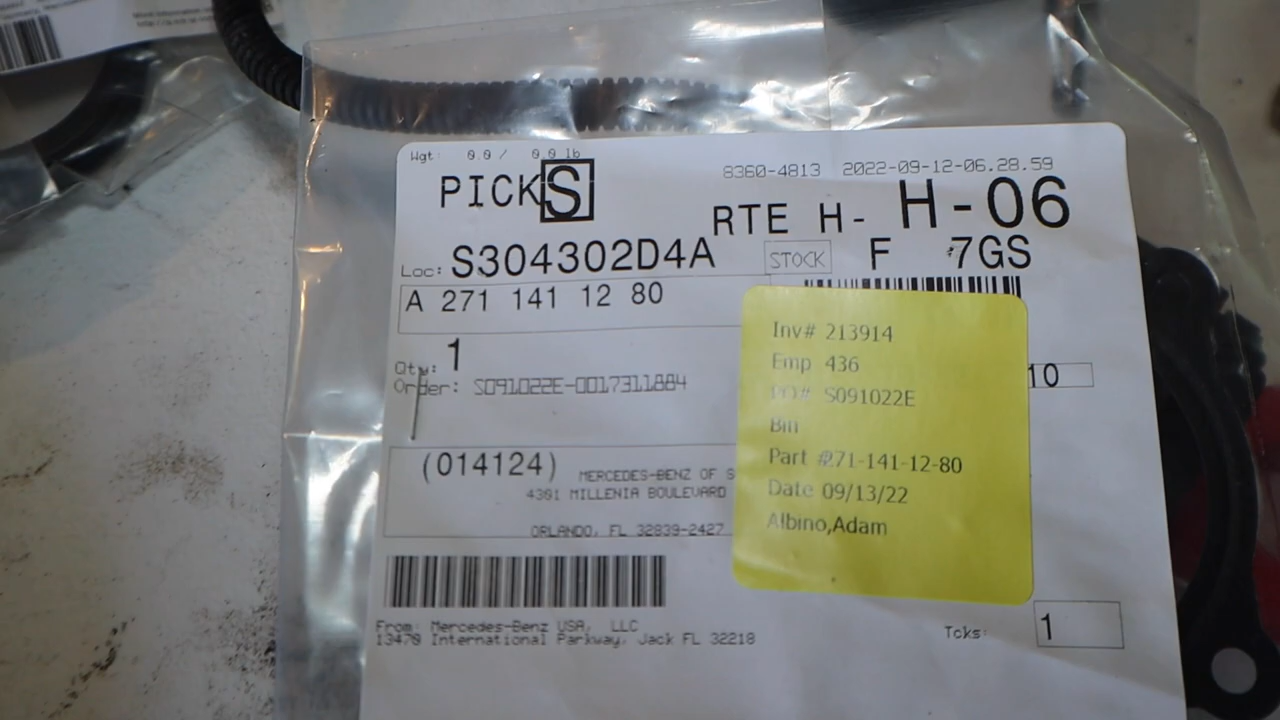 Wgt: 0.0 / 0.0 lb
8360-4813 2022-09-12-06.28.59
PICK S
RTE H- H-06
Loc: S304302D4A
STOCK
F 7GS
A 271 141 12 80
Qty: 1
Order: S091022E-0017311884
10
(014124)
MERCEDES-BENZ OF S
4301 MILLENIA BOULEVARD
ORLANDO, FL 32839-2427
Inv# 213914
Emp 436
PO# S091022E
Bin
Part #271-141-12-80
Date 09/13/22
Albino,Adam
From: Mercedes-Benz USA, LLC
13470 International Parkway, Jack FL 32218
Tcks: 1